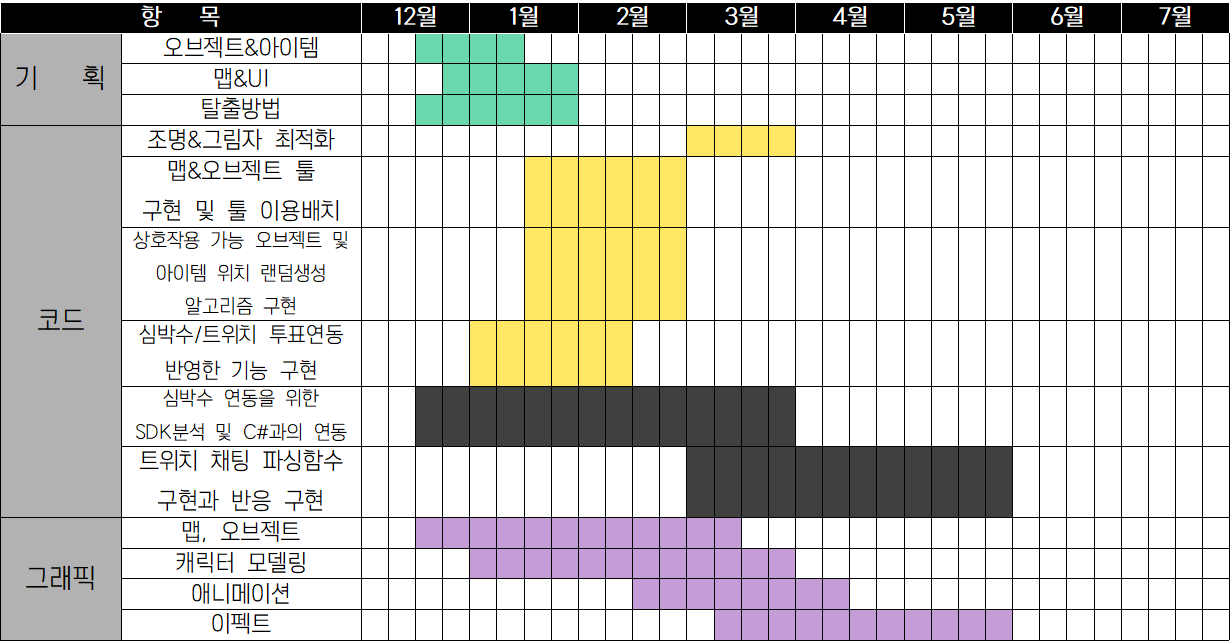 항 목 12월 1월 2월 3월 4월 5월 6월 7월
기 획
오브젝트&아이템
맵&UI
탈출방법
코드
조명&그림자 최적화
맵&오브젝트 툴
구현 및 툴 이용배치
상호작용 가능 오브젝트 및
아이템 위치 랜덤생성
알고리즘 구현
심박수/트위치 투표연동
반영한 기능 구현
심박수 연동을 위한
SDK분석 및 C#과의 연동
트위치 채팅 파싱함수
구현과 반응 구현
그래픽
맵, 오브젝트
캐릭터 모델링
애니메이션
이펙트